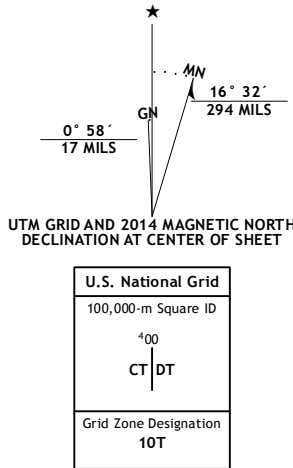 ★
MN
GN
16° 32´
294 MILS
0° 58´
17 MILS
UTM GRID AND 2014 MAGNETIC NORTH
DECLINATION AT CENTER OF SHEET
U.S. National Grid
100,000-m Square ID
⁴00
CT DT
Grid Zone Designation
10T